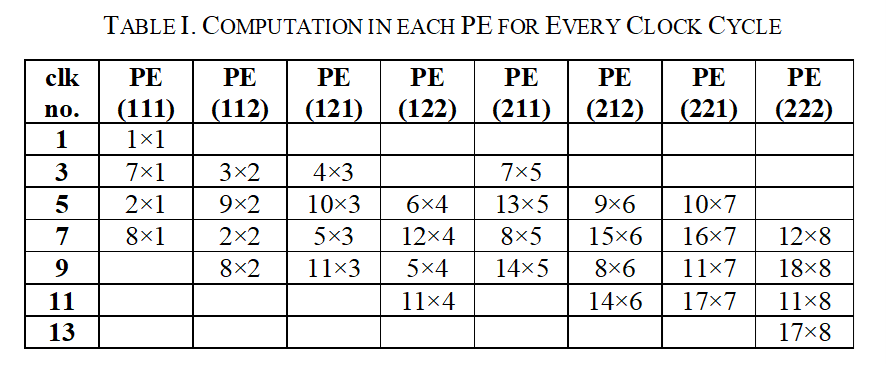 TABLE I. COMPUTATION IN EACH PE FOR EVERY CLOCK CYCLE
clk no. PE (111) PE (112) PE (121) PE (122) PE (211) PE (212) PE (221) PE (222)
1 1×1
3 7×1 3×2 4×3 7×5
5 2×1 9×2 10×3 6×4 13×5 9×6 10×7
7 8×1 2×2 5×3 12×4 8×5 15×6 16×7 12×8
9 8×2 11×3 5×4 14×5 8×6 11×7 18×8
11 11×4 14×6 17×7 11×8
13 17×8